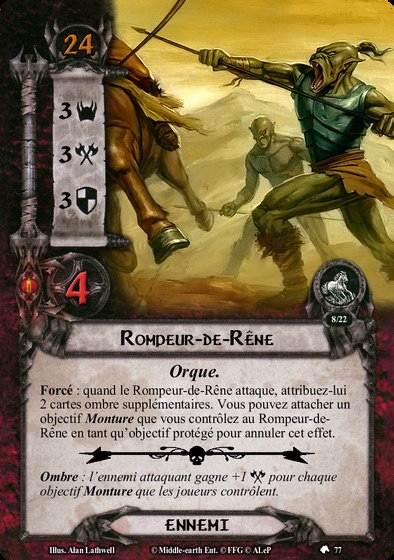 24
3
3
3
4
8/22
Rompeur-de-Rêne
Orque.
Forcé : quand le Rompeur-de-Rêne attaque, attribuez-lui
2 cartes ombre supplémentaires. Vous pouvez attacher un
objectif Monture que vous contrôlez au Rompeur-de-
Rêne en tant qu'objectif protégé pour annuler cet effet.
Ombre : l'ennemi attaquant gagne +1 pour chaque
objectif Monture que les joueurs contrôlent.
ENNEMI
Illus. Alan Lathwell © Middle-earth Ent. © FFG © ALeP 77